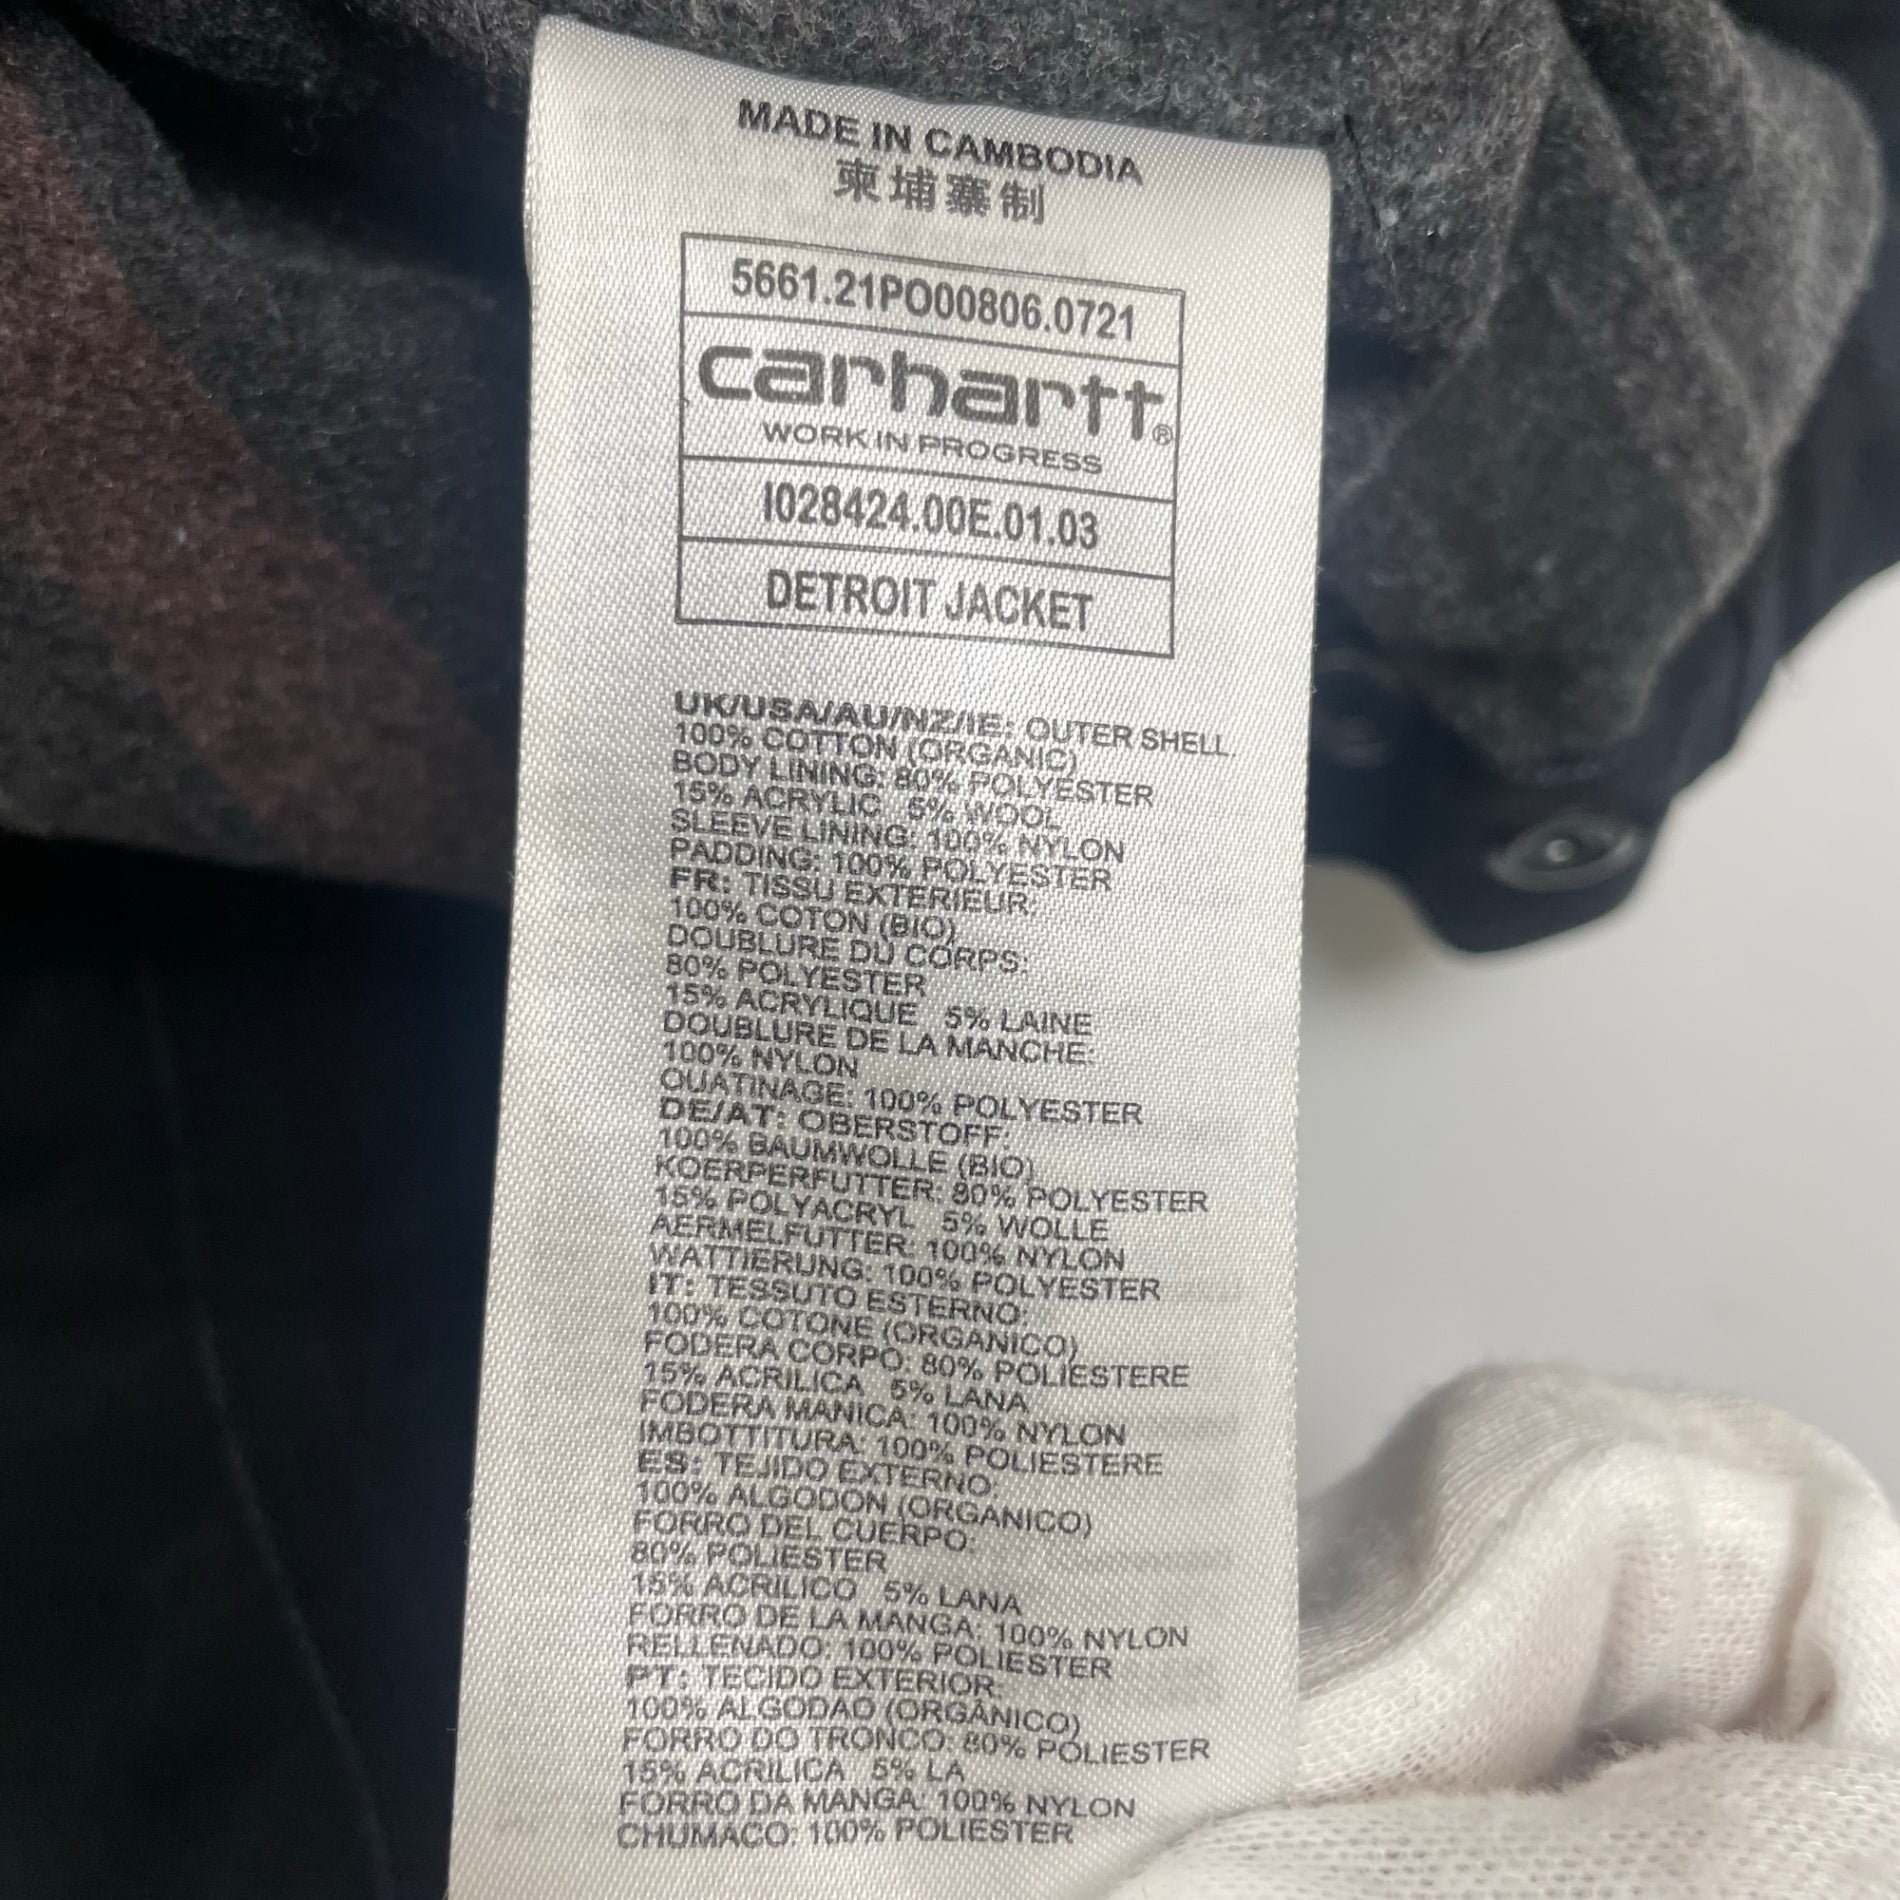 MADE IN CAMBODIA
柬埔寨制
5661.21PO00806.0721
carhartt®
WORK IN PROGRESS
I028424.00E.01.03
DETROIT JACKET
UK/USA/AU/NZ/IE: OUTER SHELL:
100% COTTON (ORGANIC)
BODY LINING: 80% POLYESTER
15% ACRYLIC 5% WOOL
SLEEVE LINING: 100% NYLON
PADDING: 100% POLYESTER
FR: TISSU EXTERIEUR:
100% COTON (BIO)
DOUBLURE DU CORPS:
80% POLYESTER
15% ACRYLIQUE 5% LAINE
DOUBLURE DE LA MANCHE:
100% NYLON
OUATINAGE: 100% POLYESTER
DE/AT: OBERSTOFF:
100% BAUMWOLLE (BIO)
KOERPERFUTTER: 80% POLYESTER
15% POLYACRYL 5% WOLLE
AERMELFUTTER: 100% NYLON
WATTIERUNG: 100% POLYESTER
IT: TESSUTO ESTERNO:
100% COTONE (ORGANICO)
FODERA CORPO: 80% POLIESTERE
15% ACRILICA 5% LANA
FODERA MANICA: 100% NYLON
IMBOTTITURA: 100% POLIESTERE
ES: TEJIDO EXTERNO:
100% ALGODON (ORGANICO)
FORRO DEL CUERPO:
80% POLIESTER
15% ACRILICO 5% LANA
FORRO DE LA MANGA: 100% NYLON
RELLENADO: 100% POLIESTER
PT: TECIDO EXTERIOR:
100% ALGODAO (ORGÂNICO)
FORRO DO TRONCO: 80% POLIESTER
15% ACRILICA 5% LA
FORRO DA MANGA: 100% NYLON
CHUMACO: 100% POLIESTER